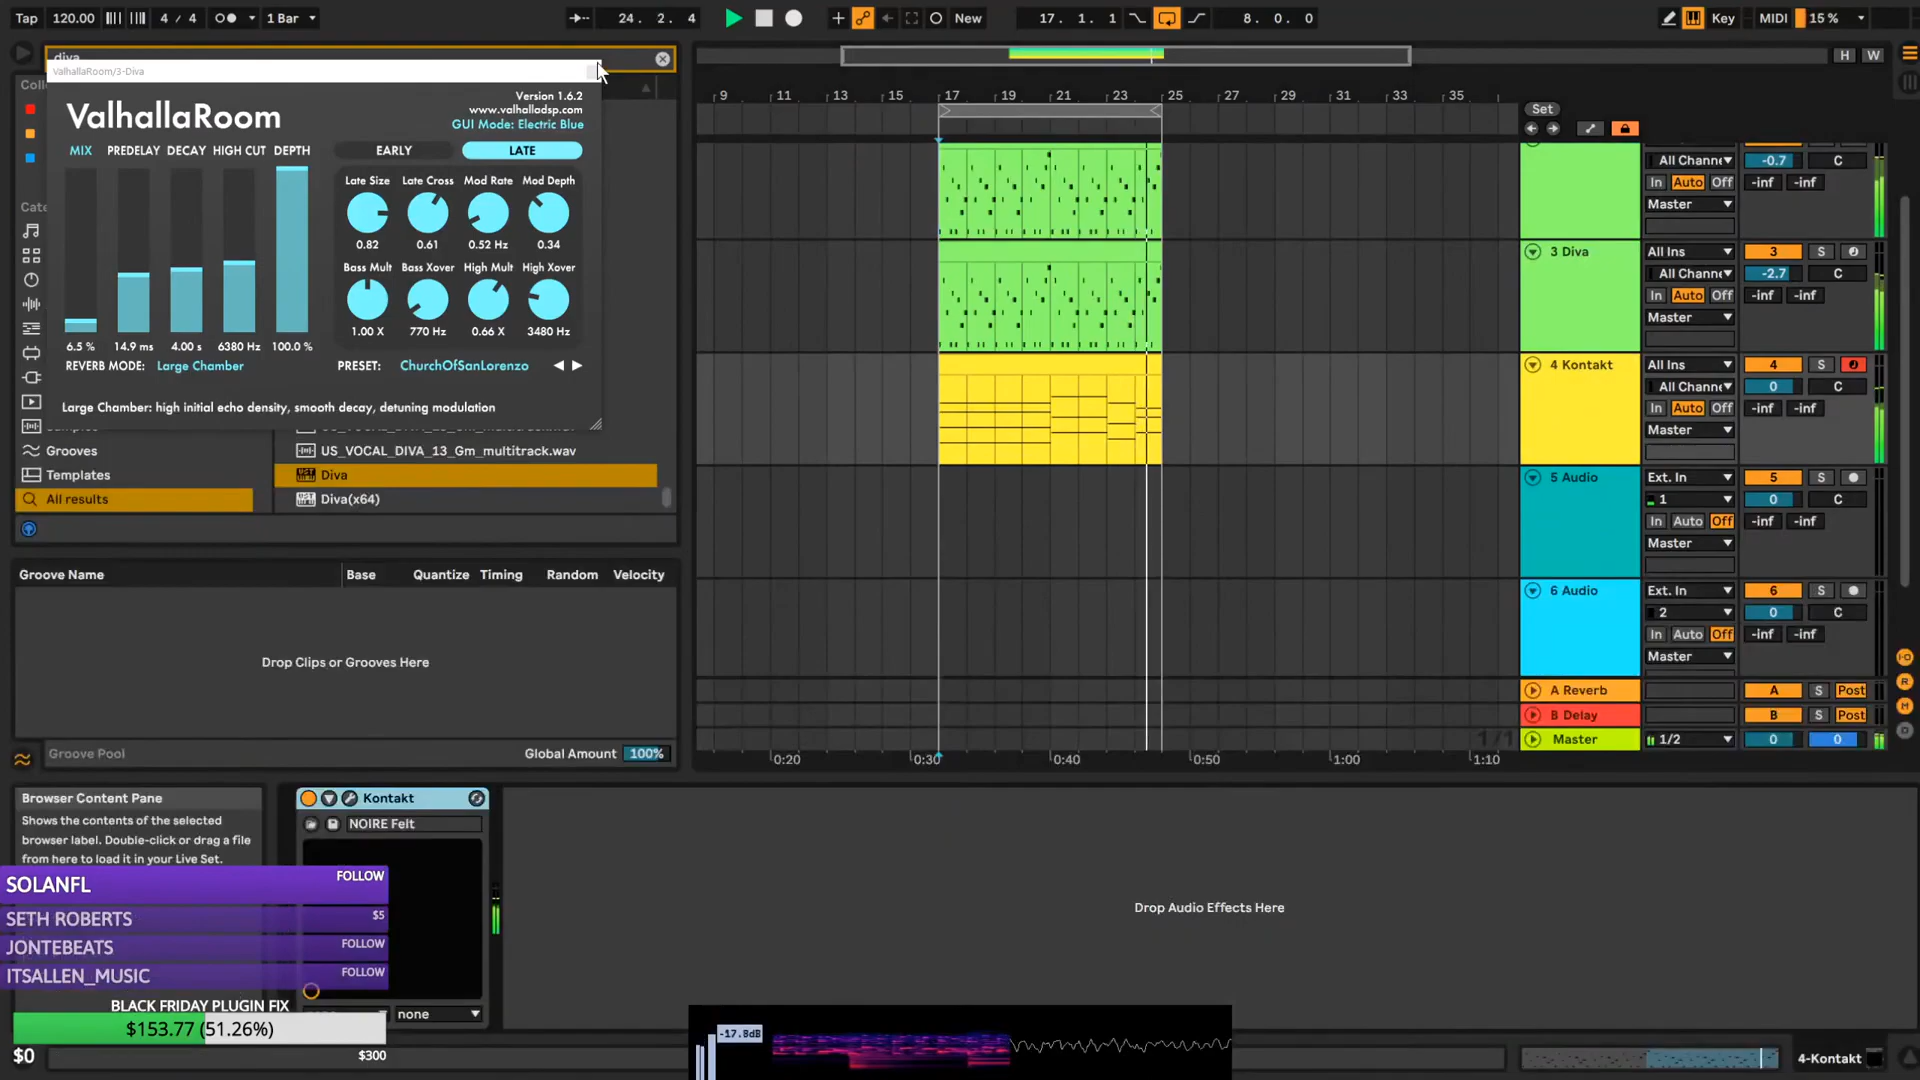 Tap 120.00 4 / 4 1 Bar 24. 2. 4 New 17. 1. 1 8. 0. 0 Key MIDI 15 %
diva
ValhallaRoom/3-Diva
H W
ValhallaRoom
Version 1.6.2
www.valhalladsp.com
GUI Mode: Electric Blue
MIX PREDELAY DECAY HIGH CUT DEPTH
EARLY LATE
Late Size Late Cross Mod Rate Mod Depth
0.82 0.61 0.52 Hz 0.34
Bass Mult Bass Xover High Mult High Xover
1.00 X 770 Hz 0.66 X 3480 Hz
6.5 % 14.9 ms 4.00 s 6380 Hz 100.0 %
REVERB MODE: Large Chamber PRESET: ChurchOfSanLorenzo
Large Chamber: high initial echo density, smooth decay, detuning modulation
Grooves
Templates
All results
US_VOCAL_DIVA_13_Gm_multitrack.wav
Diva
Diva(x64)
9 11 13 15 17 19 21 23 25 27 29 31 33 35
Set
All Channe -0.7 C
In Auto Off -inf -inf
Master
3 Diva All Ins 3 S
All Channe -2.7 C
In Auto Off -inf -inf
Master
4 Kontakt All Ins 4 S
All Channe 0 C
In Auto Off -inf -inf
Master
5 Audio Ext. In 5 S
1 0 C
In Auto Off -inf -inf
Master
6 Audio Ext. In 6 S
2 0 C
In Auto Off -inf -inf
Master
A Reverb A S Post
B Delay B S Post
Master 1/2 0 0
1/1
0:20 0:30 0:40 0:50 1:00 1:10
Groove Name Base Quantize Timing Random Velocity
Drop Clips or Grooves Here
Groove Pool Global Amount 100%
Browser Content Pane
Shows the contents of the selected
browser label. Double-click or drag a file
from here to load it in your Live Set.
Kontakt
NOIRE Felt
none
Drop Audio Effects Here
SOLANFL FOLLOW
SETH ROBERTS $5
JONTEBEATS FOLLOW
ITSALLEN_MUSIC FOLLOW
BLACK FRIDAY PLUGIN FIX
$153.77 (51.26%)
$0 $300
-17.8dB
4-Kontakt